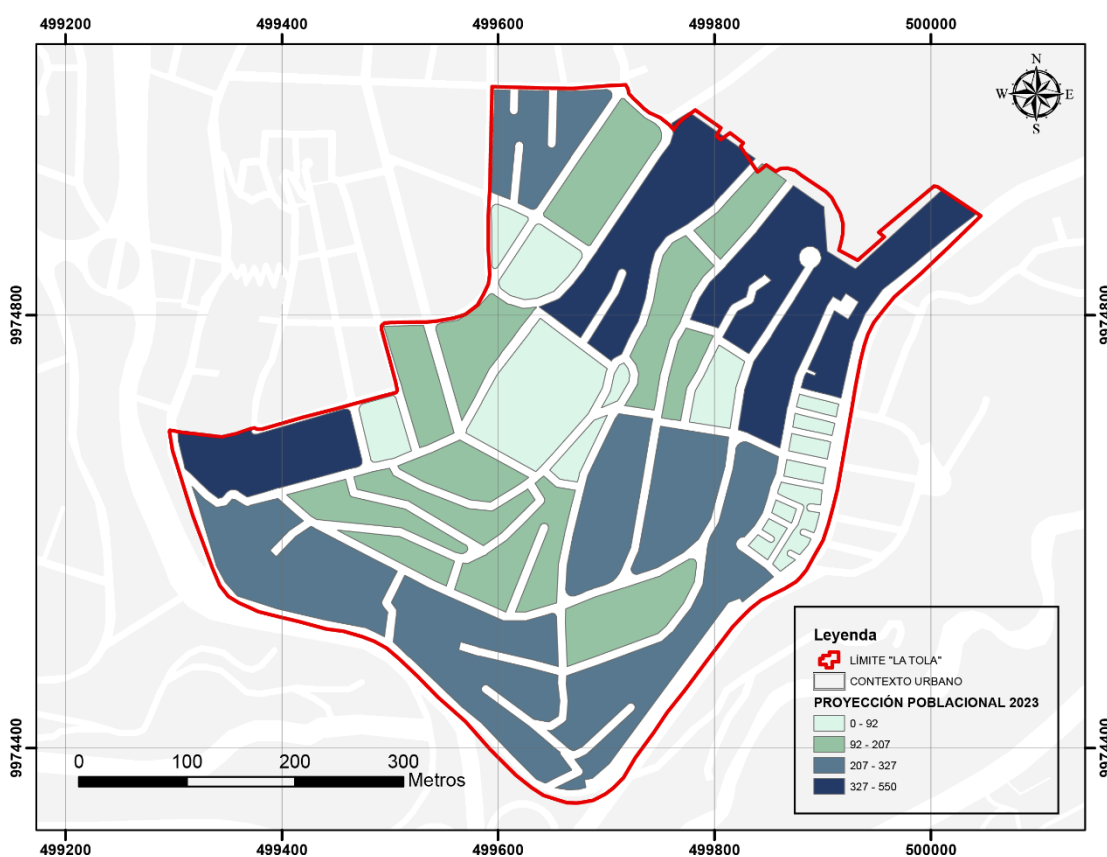 499200 499400 499600 499800 500000
N
W E
S
9974800 9974800
Leyenda
LÍMITE "LA TOLA"
CONTEXTO URBANO
PROYECCIÓN POBLACIONAL 2023
0 - 92
92 - 207
207 - 327
327 - 550
9974400 9974400
0 100 200 300
Metros
499200 499400 499600 499800 500000